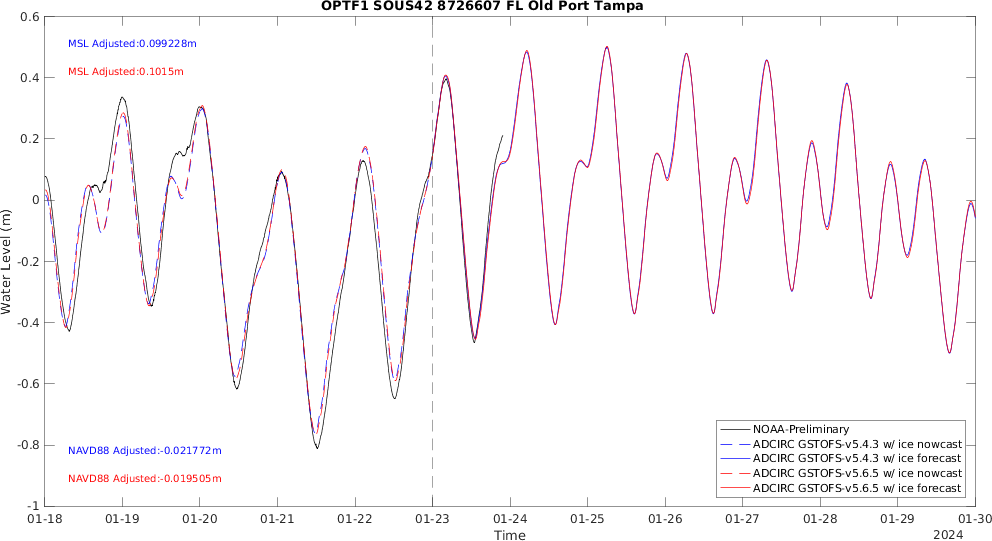 OPTF1 SOUS42 8726607 FL Old Port Tampa
0.6
MSL Adjusted:0.099228m
MSL Adjusted:0.1015m
0.4
0.2
0
-0.2
-0.4
-0.6
-0.8
-1
Water Level (m)
NAVD88 Adjusted:-0.021772m
NAVD88 Adjusted:-0.019505m
NOAA-Preliminary
ADCIRC GSTOFS-v5.4.3 w/ ice nowcast
ADCIRC GSTOFS-v5.4.3 w/ ice forecast
ADCIRC GSTOFS-v5.6.5 w/ ice nowcast
ADCIRC GSTOFS-v5.6.5 w/ ice forecast
01-18 01-19 01-20 01-21 01-22 01-23 01-24 01-25 01-26 01-27 01-28 01-29 01-30
Time
2024